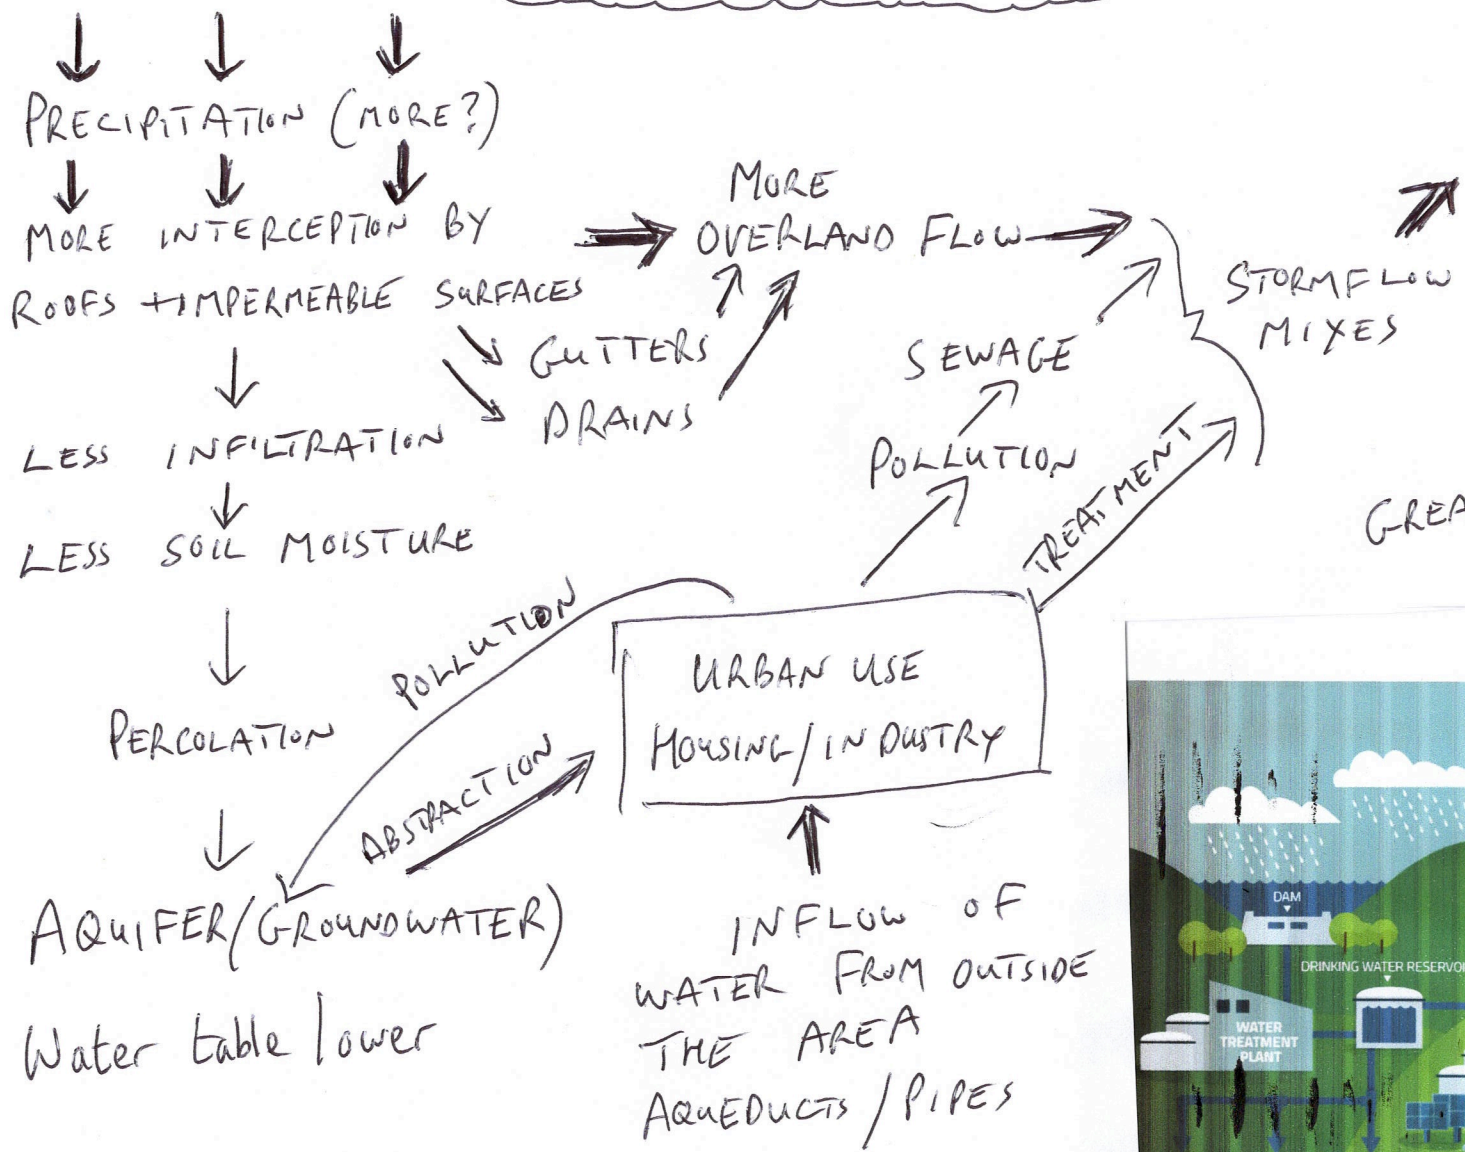 PRECIPITATION (MORE?)
MORE INTERCEPTION BY
ROOFS + IMPERMEABLE SURFACES
GUTTERS
DRAINS
LESS INFILTRATION
LESS SOIL MOISTURE
PERCOLATION
AQUIFER/(GROUNDWATER)
Water table lower
MORE
OVERLAND FLOW
SEWAGE
POLLUTION
TREATMENT
STORMFLOW
MIXES
POLLUTION
ABSTRACTION
URBAN USE
HOUSING/INDUSTRY
INFLOW OF
WATER FROM OUTSIDE
THE AREA
AQUEDUCTS/PIPES
GREA
DAM
DRINKING WATER RESERVOI
WATER
TREATMENT
PLANT